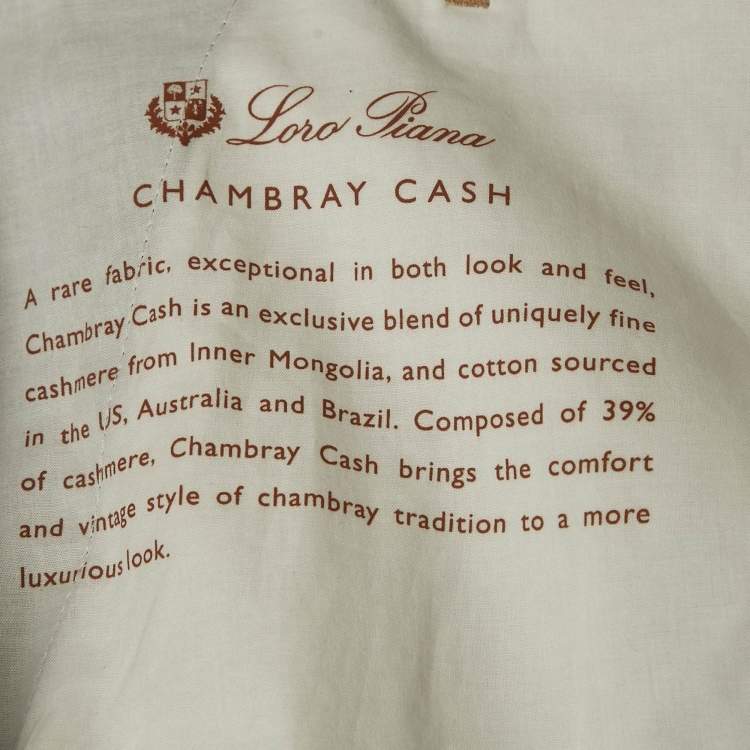 Loro Piana
CHAMBRAY CASH
A rare fabric, exceptional in both look and feel,
Chambray Cash is an exclusive blend of uniquely fine
cashmere from Inner Mongolia, and cotton sourced
in the US, Australia and Brazil. Composed of 39%
of cashmere, Chambray Cash brings the comfort
and vintage style of chambray tradition to a more
luxurious look.